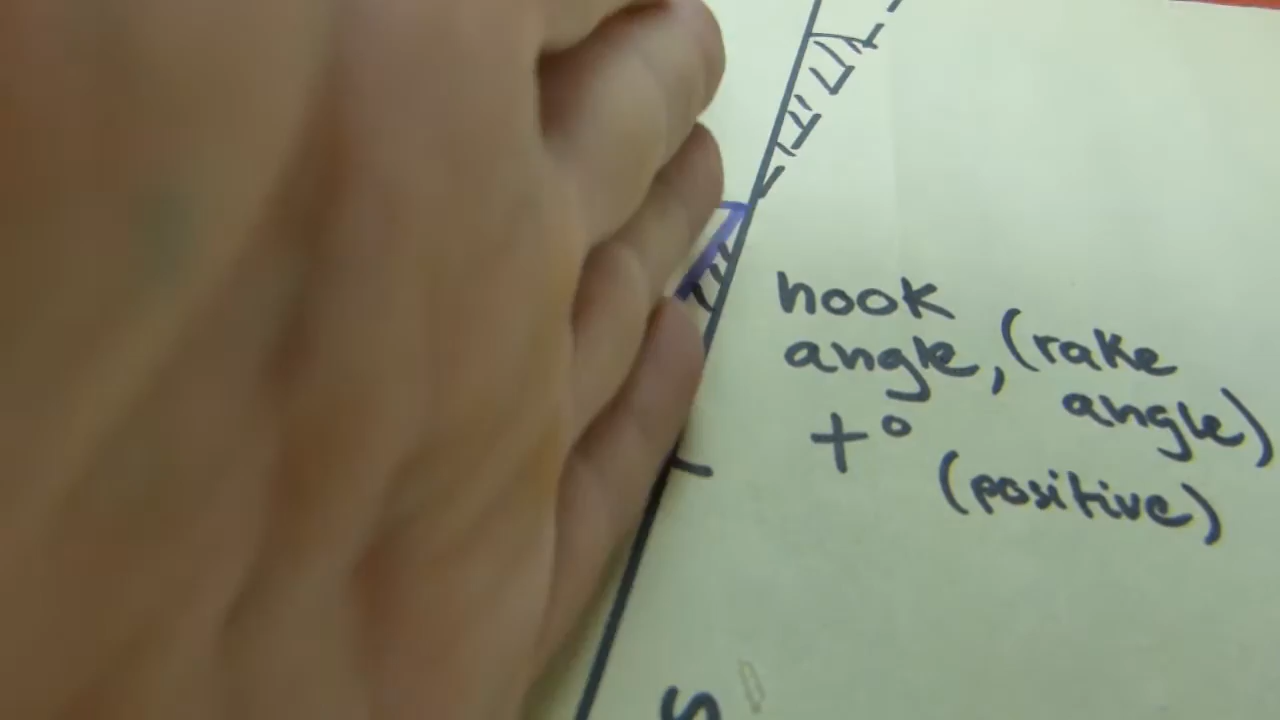 hook
angle, (rake
angle)
+°
(positive)